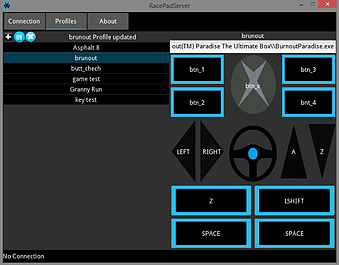 RacePadServer
Connection Profiles About
brunout Profile updated
brunout
Asphalt 8
brunout
butt_chech
game test
Granny Run
key test
out(TM) Paradise The Ultimate Box\\BurnoutParadise.exe
btn_1
btn_x
btn_3
btn_2
bnt_4
LEFT RIGHT A Z
Z LSHIFT
SPACE SPACE
No Connection